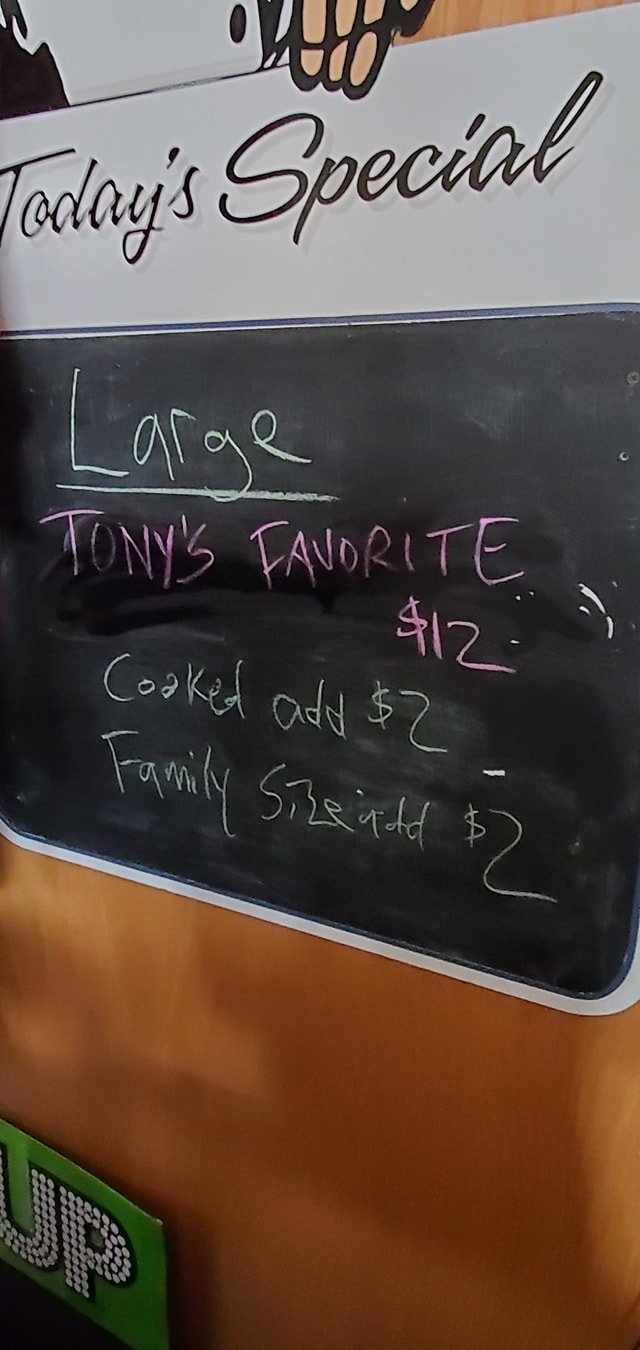 Today's Special
Large
TONY'S FAVORITE
$12
Cooked add $2
Family Size add $2
UP